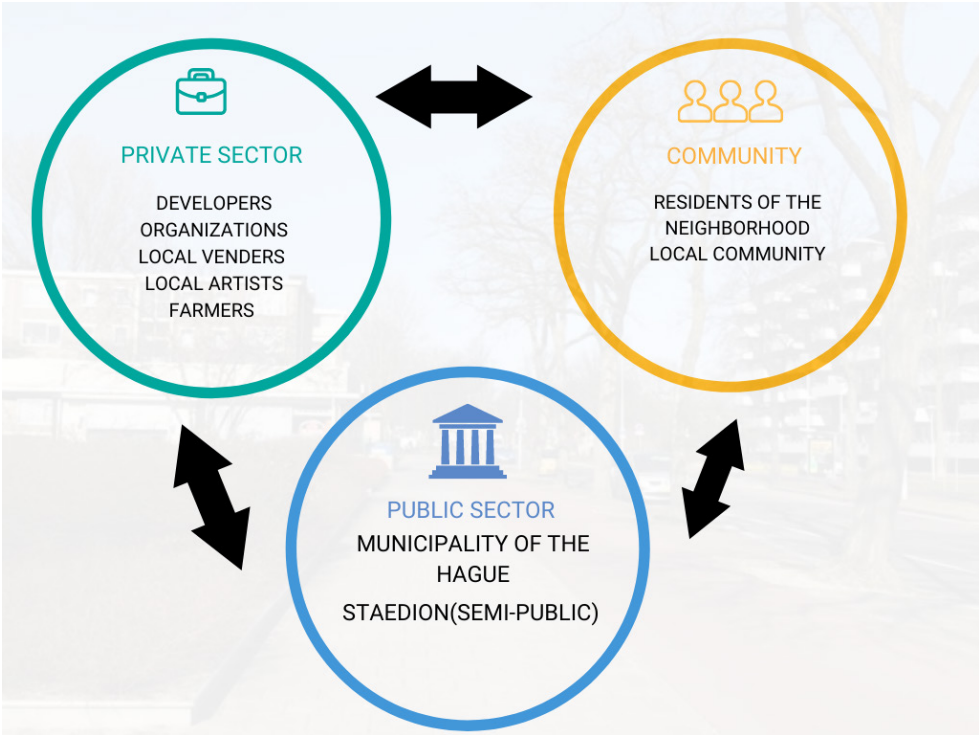 PRIVATE SECTOR
DEVELOPERS
ORGANIZATIONS
LOCAL VENDERS
LOCAL ARTISTS
FARMERS
COMMUNITY
RESIDENTS OF THE
NEIGHBORHOOD
LOCAL COMMUNITY
PUBLIC SECTOR
MUNICIPALITY OF THE
HAGUE
STAEDION(SEMI-PUBLIC)